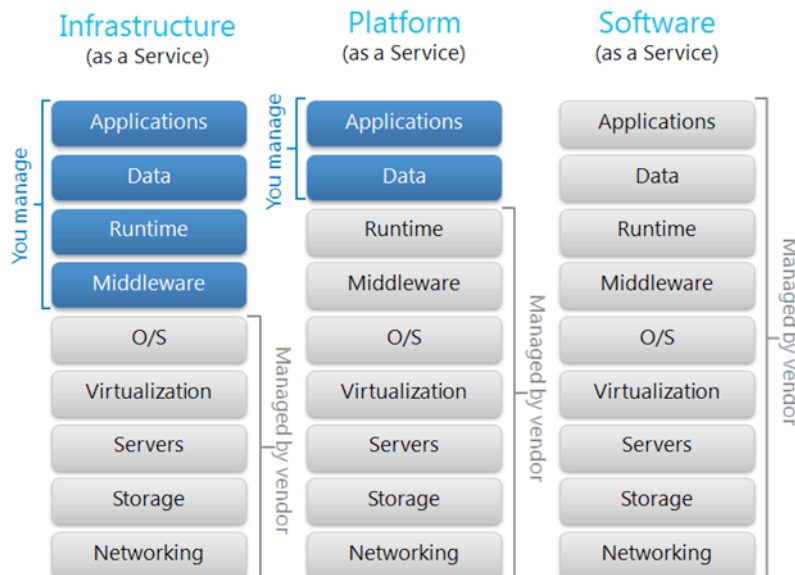 Infrastructure
(as a Service)
You manage
Applications
Data
Runtime
Middleware
O/S
Virtualization
Servers
Storage
Networking
Managed by vendor
Platform
(as a Service)
You manage
Applications
Data
Runtime
Middleware
O/S
Virtualization
Servers
Storage
Networking
Managed by vendor
Software
(as a Service)
Applications
Data
Runtime
Middleware
O/S
Virtualization
Servers
Storage
Networking
Managed by vendor